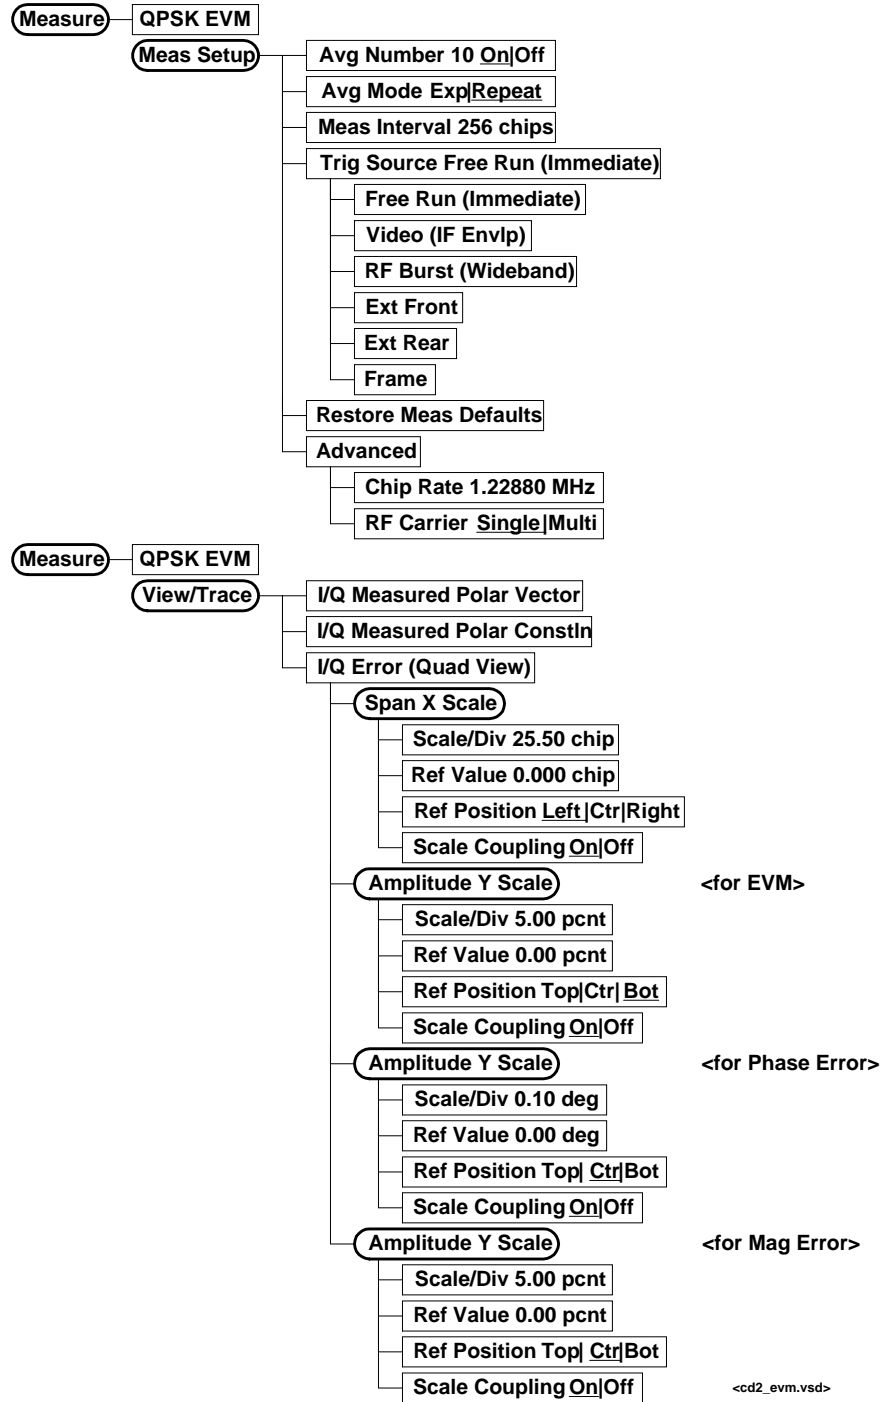 Measure QPSK EVM
Meas Setup Avg Number 10 On|Off
Avg Mode Exp|Repeat
Meas Interval 256 chips
Trig Source Free Run (Immediate)
Free Run (Immediate)
Video (IF Envlp)
RF Burst (Wideband)
Ext Front
Ext Rear
Frame
Restore Meas Defaults
Advanced
Chip Rate 1.22880 MHz
RF Carrier Single|Multi
Measure QPSK EVM
View/Trace I/Q Measured Polar Vector
I/Q Measured Polar Constln
I/Q Error (Quad View)
Span X Scale
Scale/Div 25.50 chip
Ref Value 0.000 chip
Ref Position Left|Ctr|Right
Scale Coupling On|Off
Amplitude Y Scale <for EVM>
Scale/Div 5.00 pcnt
Ref Value 0.00 pcnt
Ref Position Top|Ctr| Bot
Scale Coupling On|Off
Amplitude Y Scale <for Phase Error>
Scale/Div 0.10 deg
Ref Value 0.00 deg
Ref Position Top| Ctr|Bot
Scale Coupling On|Off
Amplitude Y Scale <for Mag Error>
Scale/Div 5.00 pcnt
Ref Value 0.00 pcnt
Ref Position Top| Ctr|Bot
Scale Coupling On|Off <cd2_evm.vsd>